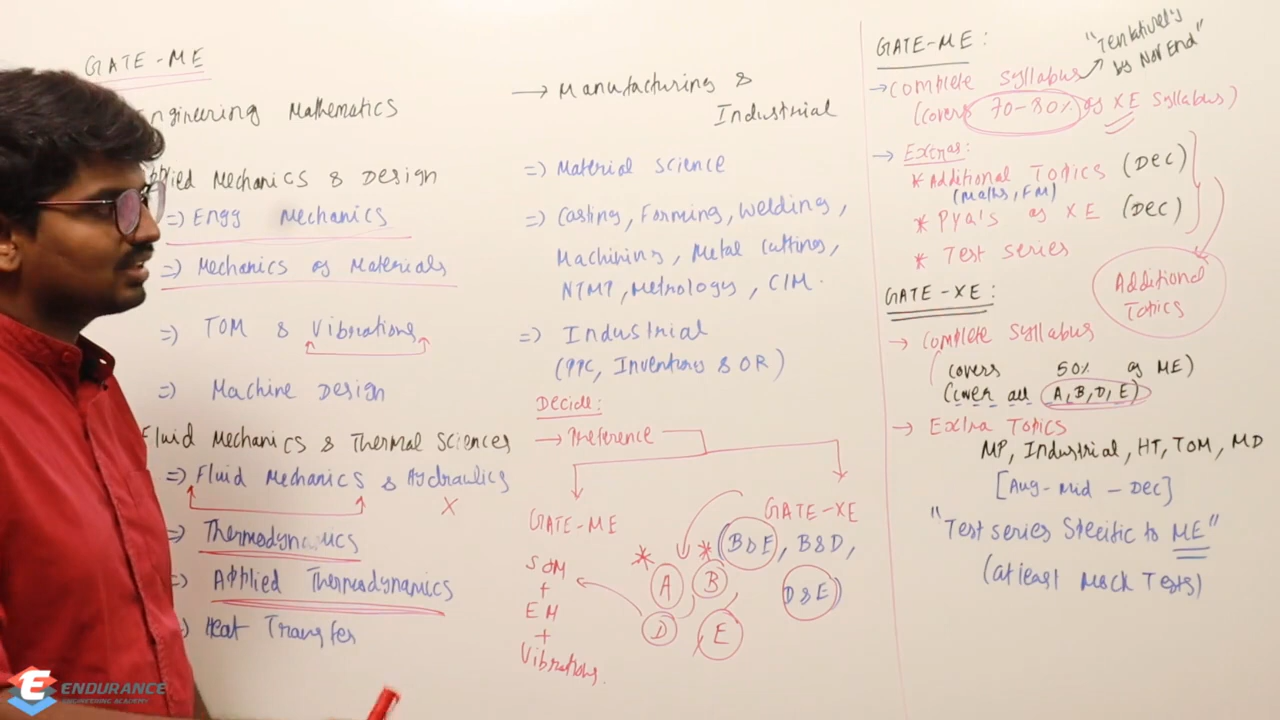 GATE-ME
Engineering Mathematics
Applied Mechanics & Design
=> Engg Mechanics
=> Mechanics of Materials
=> TOM & Vibrations
=> Machine Design
Fluid Mechanics & Thermal Sciences
=> Fluid Mechanics & Hydraulics
X
=> Thermodynamics
=> Applied Thermodynamics
=> Heat Transfer
→ Manufacturing &
Industrial
=> Material Science
=> Casting, Forming, Welding,
Machining, Metal Cutting,
NTMP, Metrology, CIM.
=> Industrial
(PPC, Inventory & OR)
Decide:
→ Preference
GATE-ME
SOM
+
EM
+
Vibrations.
GATE-XE
* A * B (B&E), B&D,
D&E)
D E
GATE-ME:
→ Complete Syllabus → "Tentatively
by Nov End"
(covers 70-80% of XE Syllabus)
→ Extras:
* Additional Topics (Dec)
(Maths, FM)
* PYQ's of XE (Dec)
* Test series
Additional
Topics
GATE-XE:
→ Complete Syllabus
(covers 50% of ME)
(Cover all A,B,D,E)
→ Extra Topics
MP, Industrial, HT, TOM, MD
[Aug-Mid-Dec]
"Test series Specific to ME"
(atleast Mock Tests)
E ENDURANCE
ENGINEERING ACADEMY